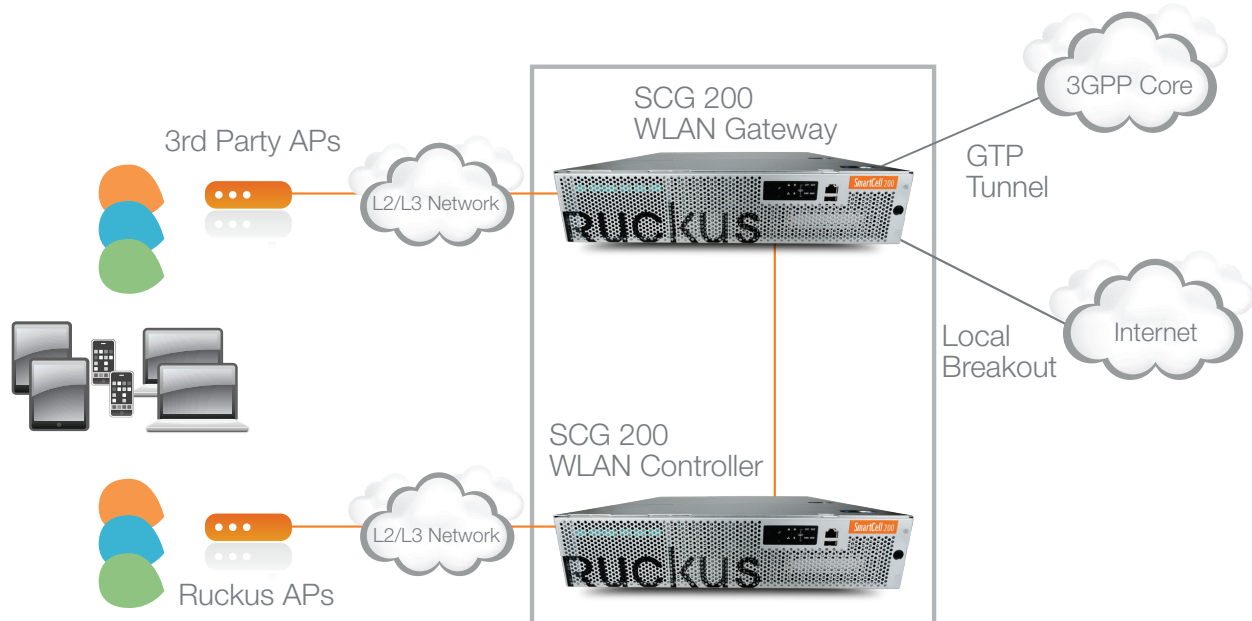 3rd Party APs
L2/L3 Network
SCG 200
WLAN Gateway
SmartCell 200
RUCKUS
3GPP Core
GTP
Tunnel
Internet
Local
Breakout
SCG 200
WLAN Controller
SmartCell 200
RUCKUS
L2/L3 Network
Ruckus APs